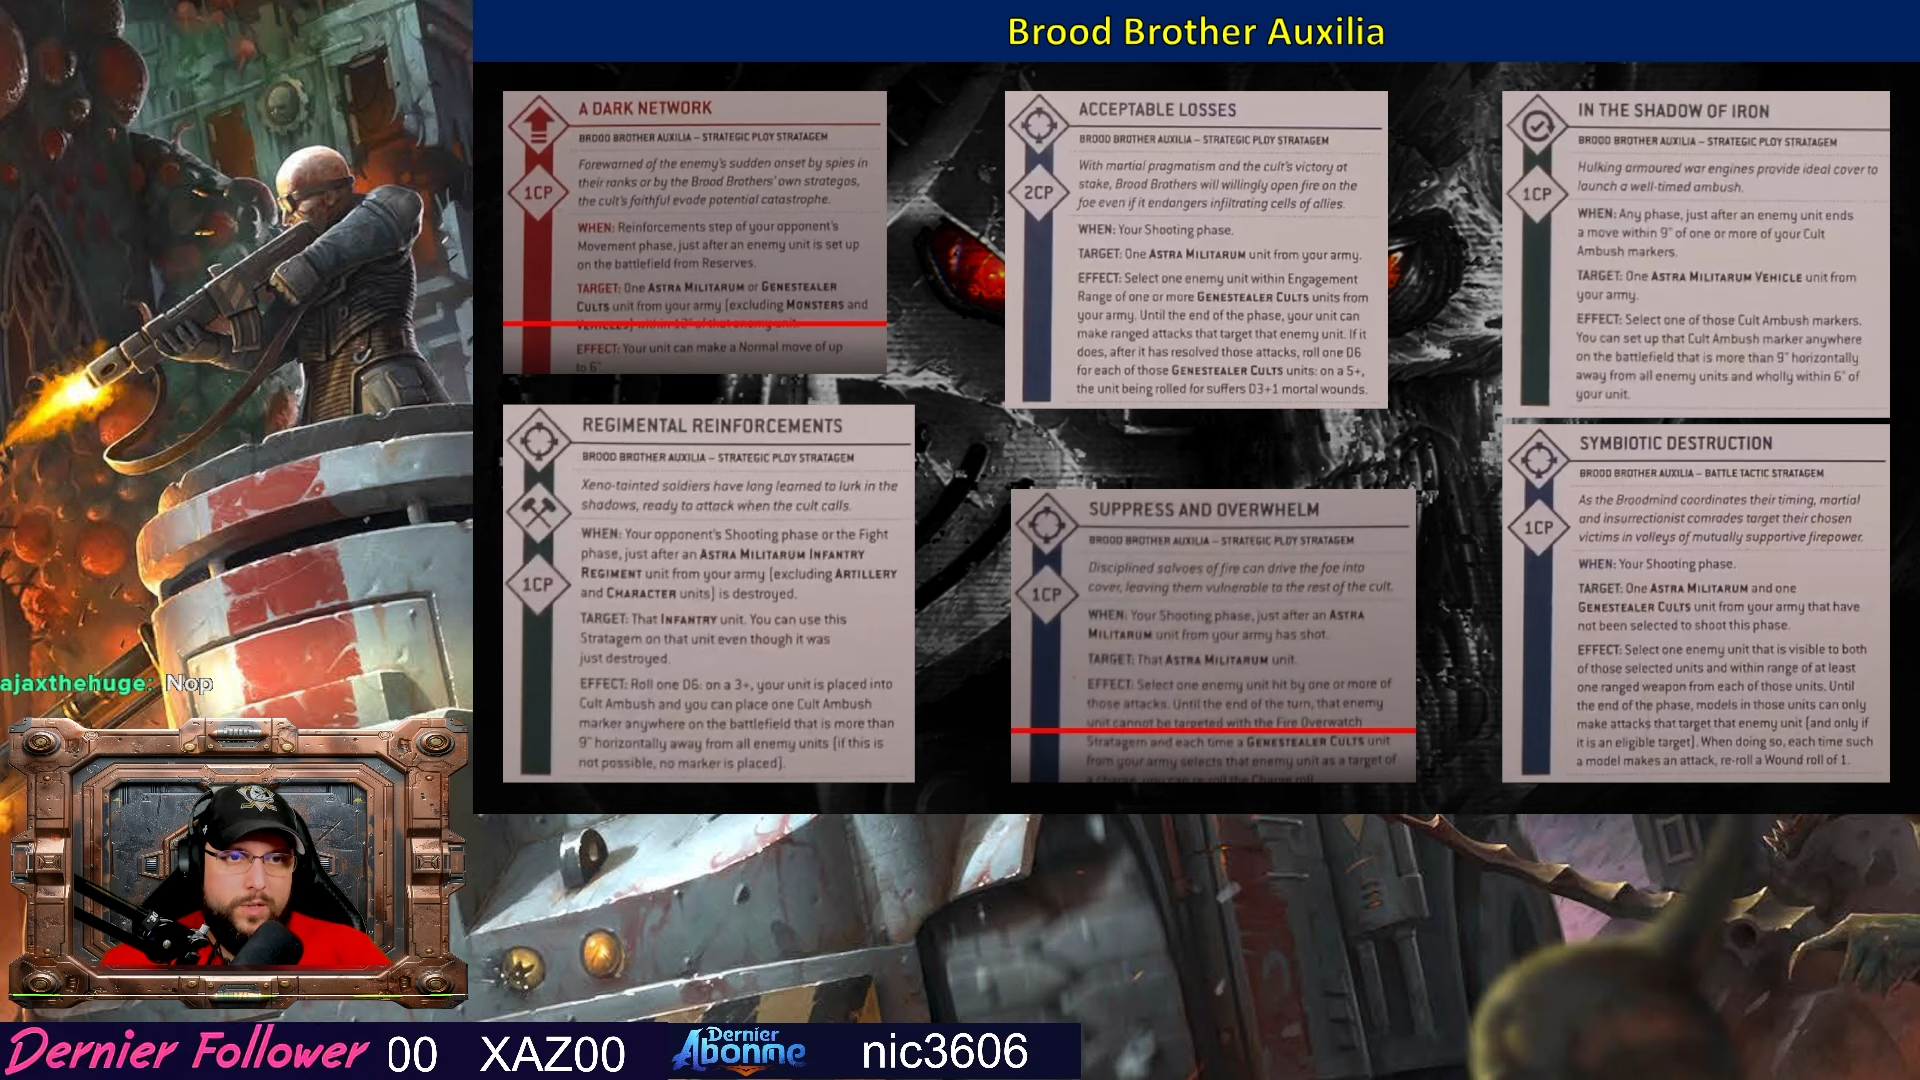 Brood Brother Auxilia
A DARK NETWORK
BROOD BROTHER AUXILIA – STRATEGIC PLOY STRATAGEM
Forewarned of the enemy's sudden onset by spies in
their ranks or by the Brood Brothers' own strategos,
the cult's faithful evade potential catastrophe.
1CP
WHEN: Reinforcements step of your opponent's
Movement phase, just after an enemy unit is set up
on the battlefield from Reserves.
TARGET: One ASTRA MILITARUM or GENESTEALER
CULTS unit from your army [excluding MONSTERS and
VEHICLES] within 12" of that enemy unit.
EFFECT: Your unit can make a Normal move of up
to 6".
ACCEPTABLE LOSSES
BROOD BROTHER AUXILIA – STRATEGIC PLOY STRATAGEM
With martial pragmatism and the cult's victory at
stake, Brood Brothers will willingly open fire on the
foe even if it endangers infiltrating cells of allies.
2CP
WHEN: Your Shooting phase.
TARGET: One ASTRA MILITARUM unit from your army.
EFFECT: Select one enemy unit within Engagement
Range of one or more GENESTEALER CULTS units from
your army. Until the end of the phase, your unit can
make ranged attacks that target that enemy unit. If it
does, after it has resolved those attacks, roll one D6
for each of those GENESTEALER CULTS units: on a 5+,
the unit being rolled for suffers D3+1 mortal wounds.
IN THE SHADOW OF IRON
BROOD BROTHER AUXILIA – STRATEGIC PLOY STRATAGEM
Hulking armoured war engines provide ideal cover to
launch a well-timed ambush.
1CP
WHEN: Any phase, just after an enemy unit ends
a move within 9" of one or more of your Cult
Ambush markers.
TARGET: One ASTRA MILITARUM VEHICLE unit from
your army.
EFFECT: Select one of those Cult Ambush markers.
You can set up that Cult Ambush marker anywhere
on the battlefield that is more than 9" horizontally
away from all enemy units and wholly within 6" of
your unit.
REGIMENTAL REINFORCEMENTS
BROOD BROTHER AUXILIA – STRATEGIC PLOY STRATAGEM
Xeno-tainted soldiers have long learned to lurk in the
shadows, ready to attack when the cult calls.
1CP
WHEN: Your opponent's Shooting phase or the Fight
phase, just after an ASTRA MILITARUM INFANTRY
REGIMENT unit from your army [excluding ARTILLERY
and CHARACTER units] is destroyed.
TARGET: That INFANTRY unit. You can use this
Stratagem on that unit even though it was
just destroyed.
EFFECT: Roll one D6: on a 3+, your unit is placed into
Cult Ambush and you can place one Cult Ambush
marker anywhere on the battlefield that is more than
9" horizontally away from all enemy units [if this is
not possible, no marker is placed].
SUPPRESS AND OVERWHELM
BROOD BROTHER AUXILIA – STRATEGIC PLOY STRATAGEM
Disciplined salvoes of fire can drive the foe into
cover, leaving them vulnerable to the rest of the cult.
1CP
WHEN: Your Shooting phase, just after an ASTRA
MILITARUM unit from your army has shot.
TARGET: That ASTRA MILITARUM unit.
EFFECT: Select one enemy unit hit by one or more of
those attacks. Until the end of the turn, that enemy
unit cannot be targeted with the Fire Overwatch
Stratagem and each time a GENESTEALER CULTS unit
from your army selects that enemy unit as a target of
a charge, you can re-roll the Charge roll.
SYMBIOTIC DESTRUCTION
BROOD BROTHER AUXILIA – BATTLE TACTIC STRATAGEM
As the Broodmind coordinates their timing, martial
and insurrectionist comrades target their chosen
victims in volleys of mutually supportive firepower.
1CP
WHEN: Your Shooting phase.
TARGET: One ASTRA MILITARUM and one
GENESTEALER CULTS unit from your army that have
not been selected to shoot this phase.
EFFECT: Select one enemy unit that is visible to both
of those selected units and within range of at least
one ranged weapon from each of those units. Until
the end of the phase, models in those units can only
make attacks that target that enemy unit [and only if
it is an eligible target]. When doing so, each time such
a model makes an attack, re-roll a Wound roll of 1.
ajaxthehuge: Nop
Dernier Follower 00 XAZ00 Dernier Abonne nic3606